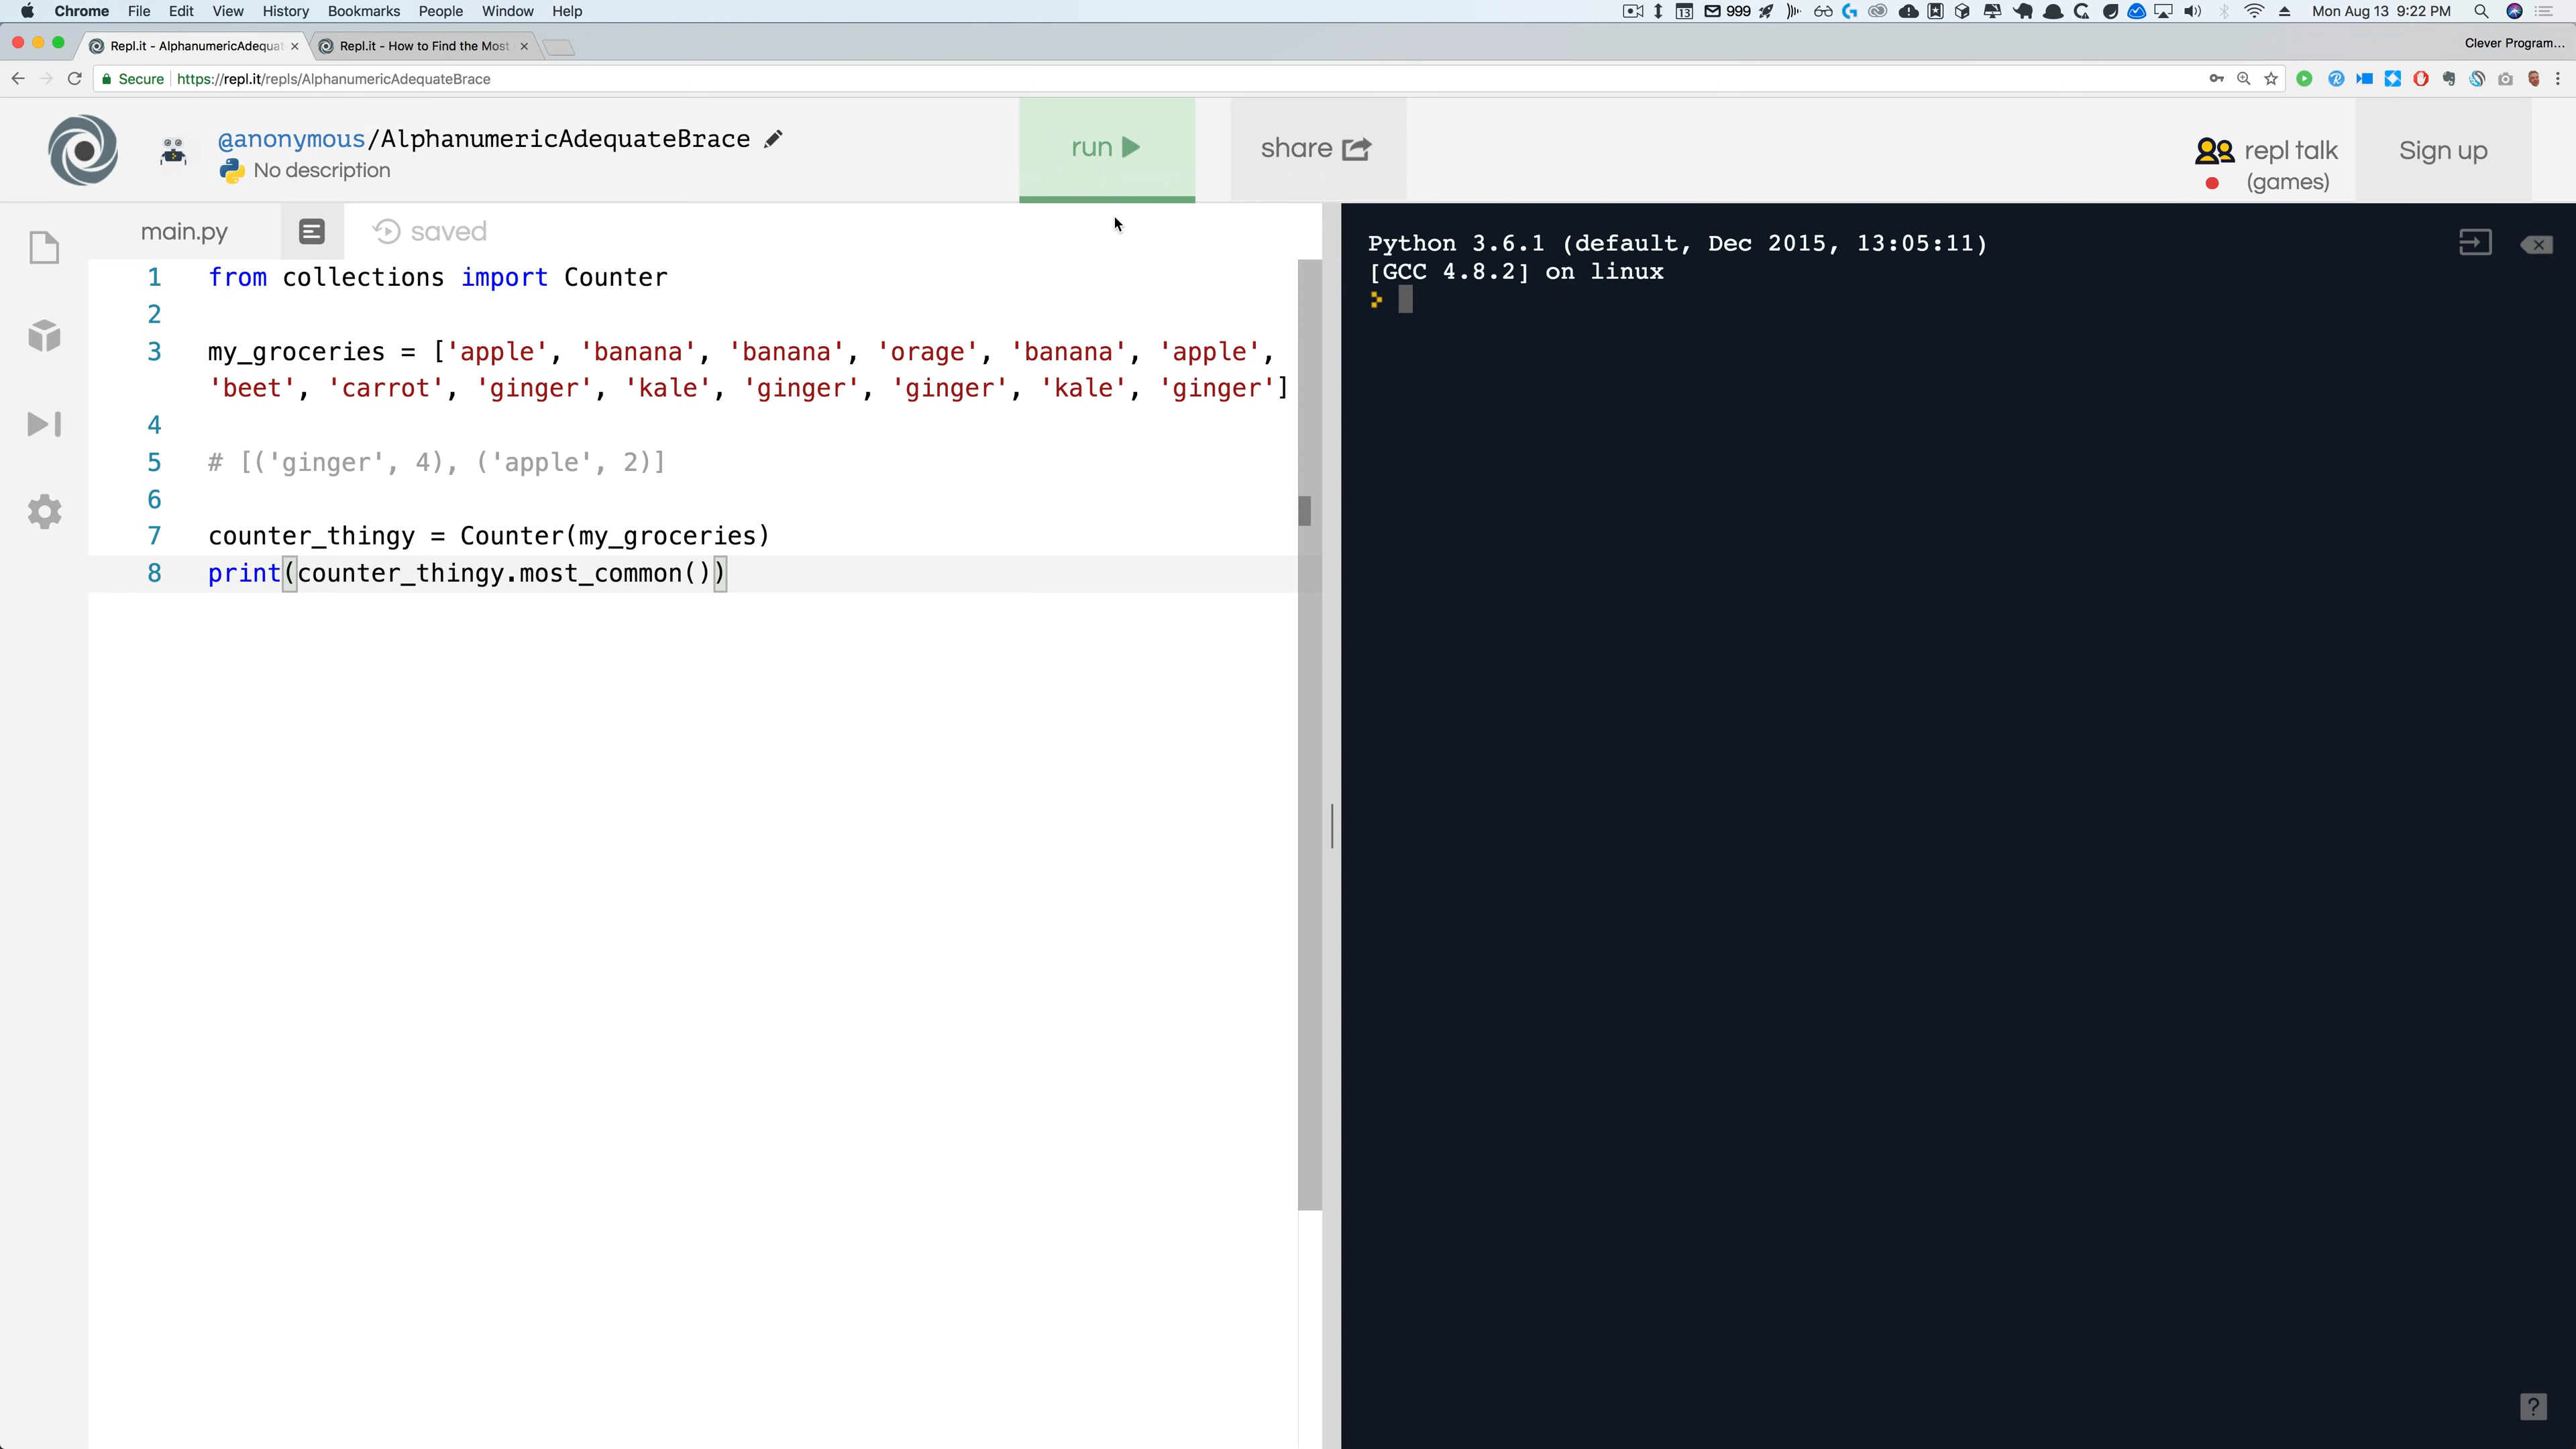 Chrome File Edit View History Bookmarks People Window Help 13 999 Mon Aug 13 9:22 PM
Repl.it - AlphanumericAdequat Repl.it - How to Find the Most Clever Program...
Secure https://repl.it/repls/AlphanumericAdequateBrace
@anonymous/AlphanumericAdequateBrace
No description
run share
repl talk
(games)
Sign up
main.py saved
1 from collections import Counter
2
3 my_groceries = ['apple', 'banana', 'banana', 'orage', 'banana', 'apple',
'beet', 'carrot', 'ginger', 'kale', 'ginger', 'ginger', 'kale', 'ginger']
4
5 # [('ginger', 4), ('apple', 2)]
6
7 counter_thingy = Counter(my_groceries)
8 print(counter_thingy.most_common())
Python 3.6.1 (default, Dec 2015, 13:05:11)
[GCC 4.8.2] on linux
?